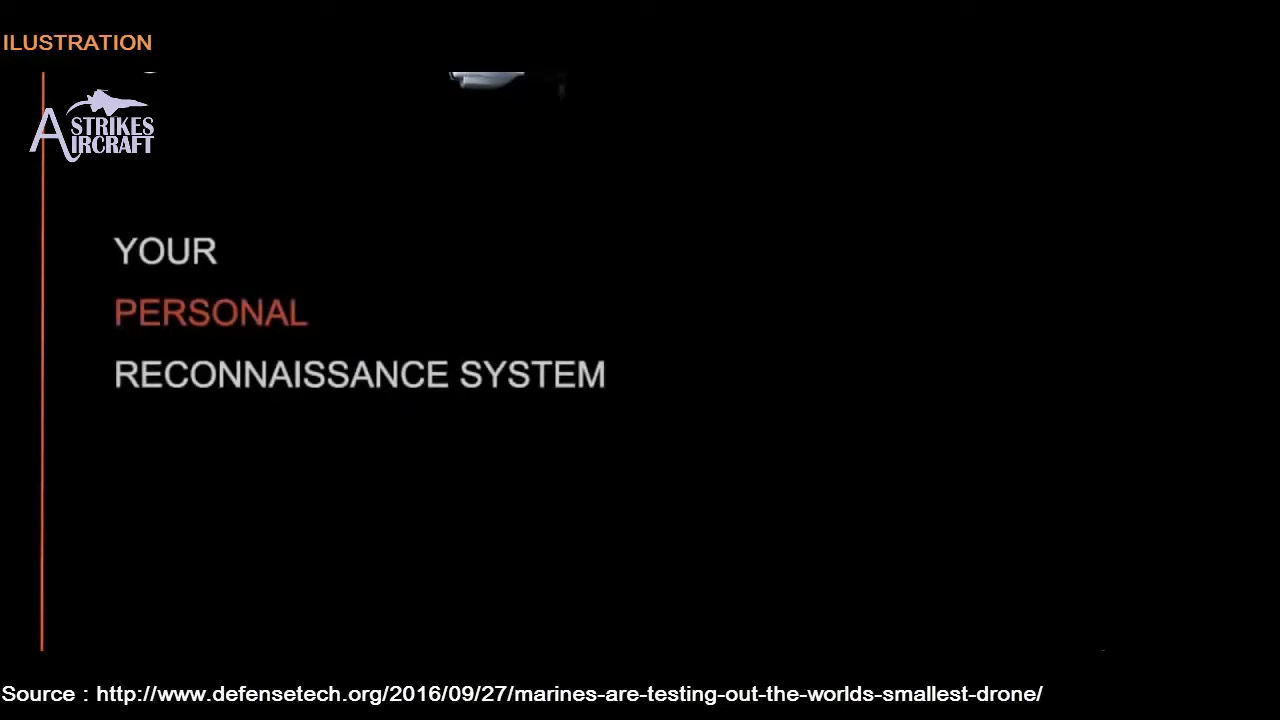 ILUSTRATION
STRIKES
AIRCRAFT
YOUR
PERSONAL
RECONNAISSANCE SYSTEM
Source : http://www.defensetech.org/2016/09/27/marines-are-testing-out-the-worlds-smallest-drone/